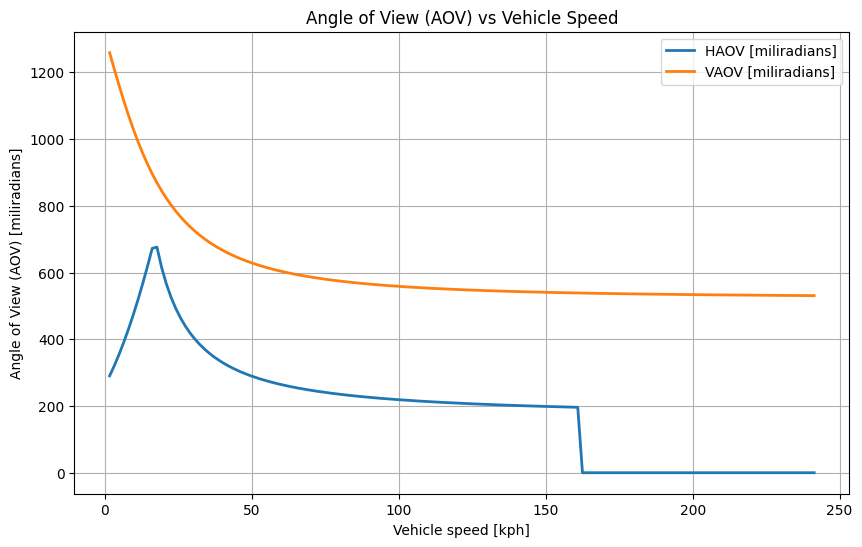 Angle of View (AOV) vs Vehicle Speed
HAOV [miliradians]
VAOV [miliradians]
Angle of View (AOV) [miliradians]
1200
1000
800
600
400
200
0
0 50 100 150 200 250
Vehicle speed [kph]